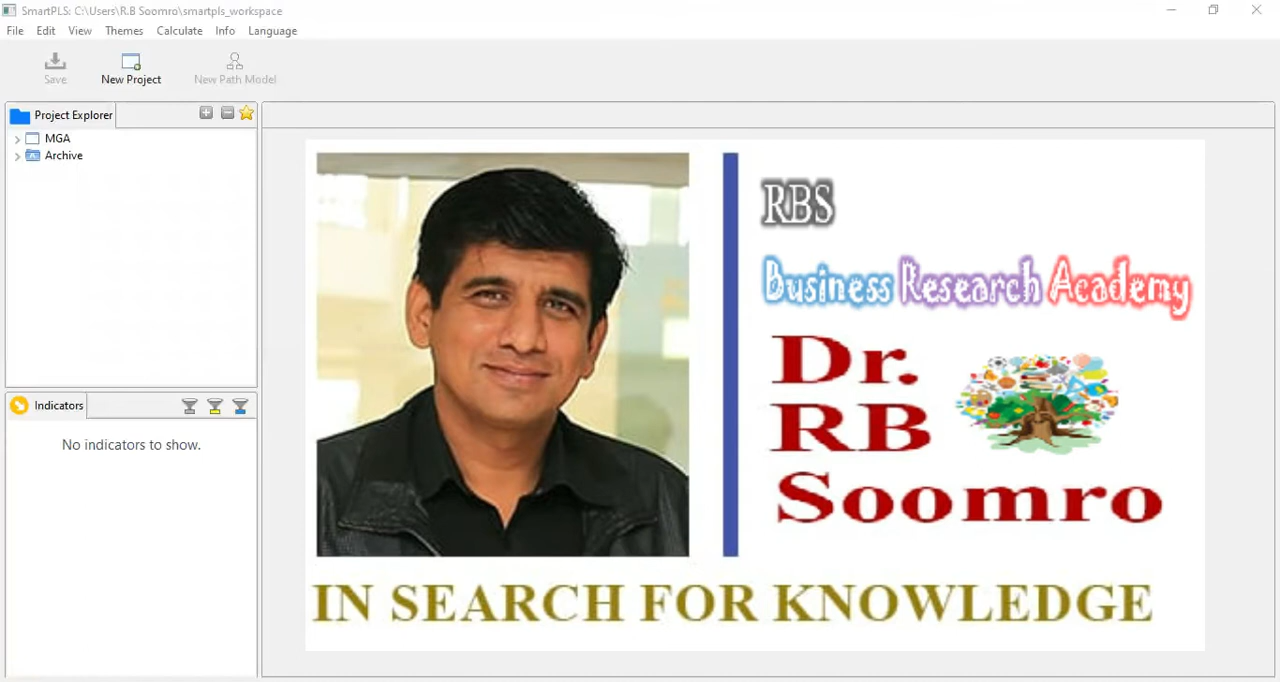 SmartPLS: C:\Users\R.B Soomro\smartpls_workspace
File Edit View Themes Calculate Info Language
Save New Project New Path Model
Project Explorer
MGA
Archive
Indicators
No indicators to show.
RBS
Business Research Academy
Dr.
RB
Soomro
IN SEARCH FOR KNOWLEDGE